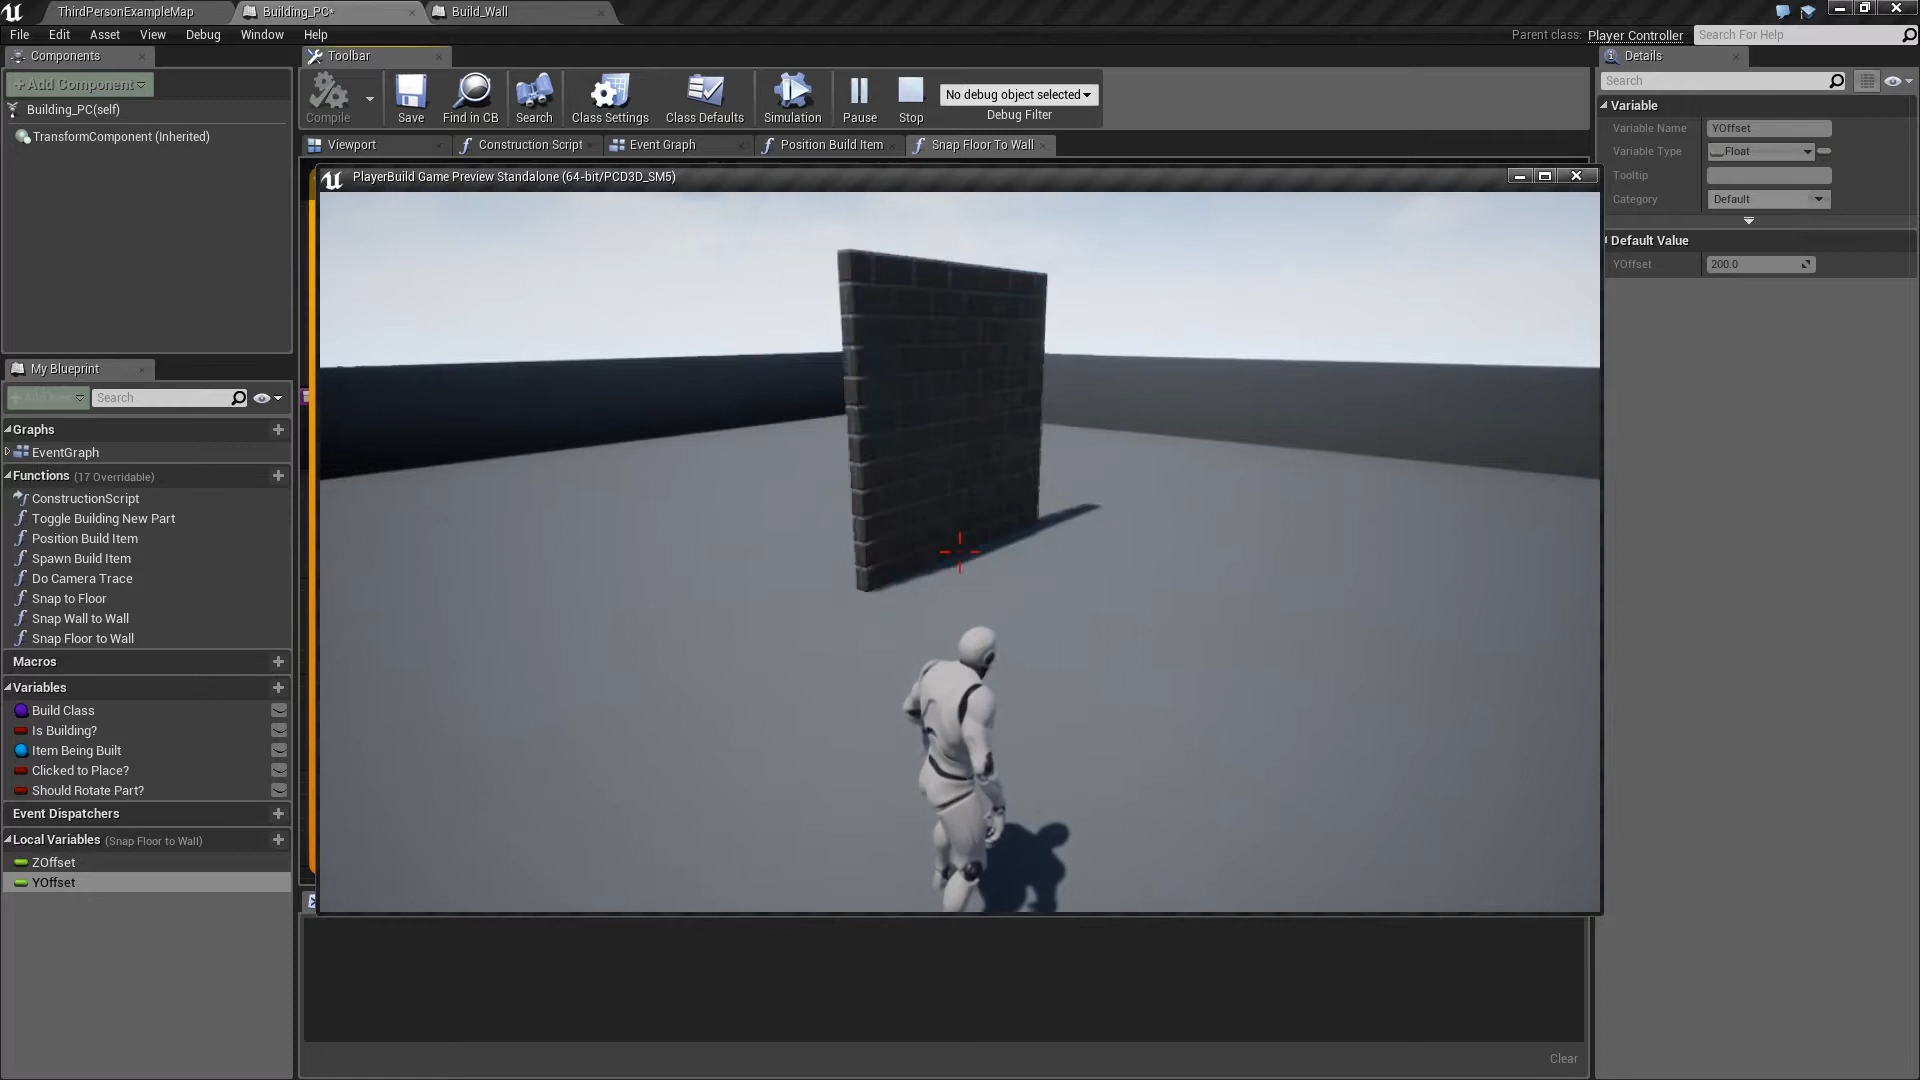 ThirdPersonExampleMap
Building_PC*
Build_Wall
File Edit Asset View Debug Window Help
Parent class: Player Controller
Search For Help
Components
Toolbar
Details
+Add Component
Building_PC(self)
TransformComponent (Inherited)
Compile
Save
Find in CB
Search
Class Settings
Class Defaults
Simulation
Pause
Stop
No debug object selected
Debug Filter
Viewport
Construction Script
Event Graph
Position Build Item
Snap Floor To Wall
Search
Variable
Variable Name YOffset
Variable Type Float
Tooltip
Category Default
Default Value
YOffset 200.0
PlayerBuild Game Preview Standalone (64-bit/PCD3D_SM5)
My Blueprint
Search
Graphs
EventGraph
Functions (17 Overridable)
ConstructionScript
Toggle Building New Part
Position Build Item
Spawn Build Item
Do Camera Trace
Snap to Floor
Snap Wall to Wall
Snap Floor to Wall
Macros
Variables
Build Class
Is Building?
Item Being Built
Clicked to Place?
Should Rotate Part?
Event Dispatchers
Local Variables (Snap Floor to Wall)
ZOffset
YOffset
Clear